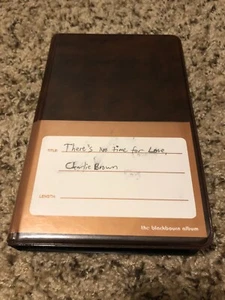 TITLE:
There's No Time for Love,
Charlie Brown
LENGTH:
the blackboard album